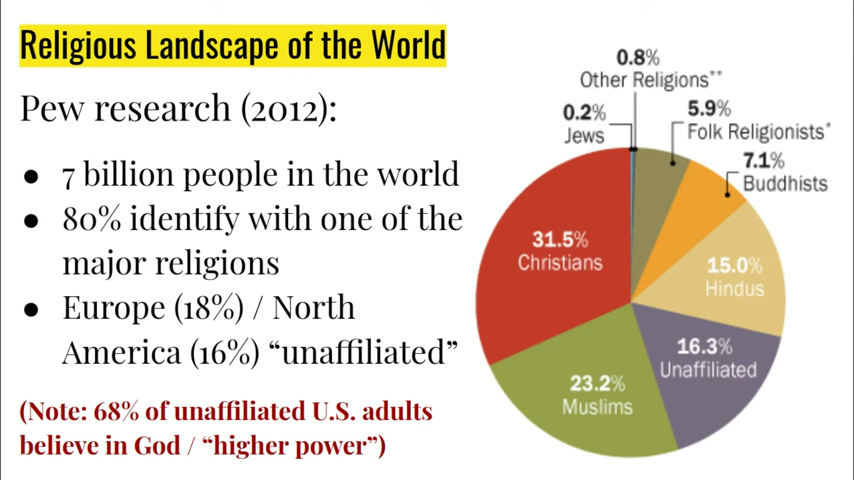 Religious Landscape of the World
Pew research (2012):
● 7 billion people in the world
● 80% identify with one of the
major religions
● Europe (18%) / North
America (16%) “unaffiliated”
(Note: 68% of unaffiliated U.S. adults
believe in God / “higher power”)
0.8%
Other Religions**
0.2%
Jews
5.9%
Folk Religionists*
7.1%
Buddhists
31.5%
Christians
15.0%
Hindus
16.3%
Unaffiliated
23.2%
Muslims